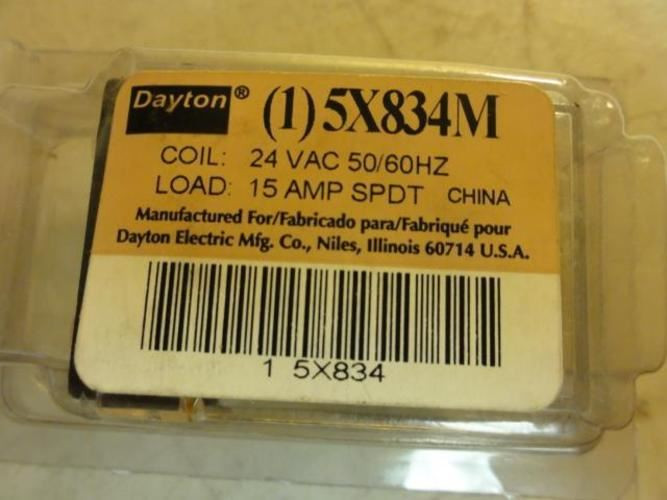 Dayton® (1) 5X834M
COIL: 24 VAC 50/60HZ
LOAD: 15 AMP SPDT CHINA
Manufactured For/Fabricado para/Fabriqué pour
Dayton Electric Mfg. Co., Niles, Illinois 60714 U.S.A.
1 5X834